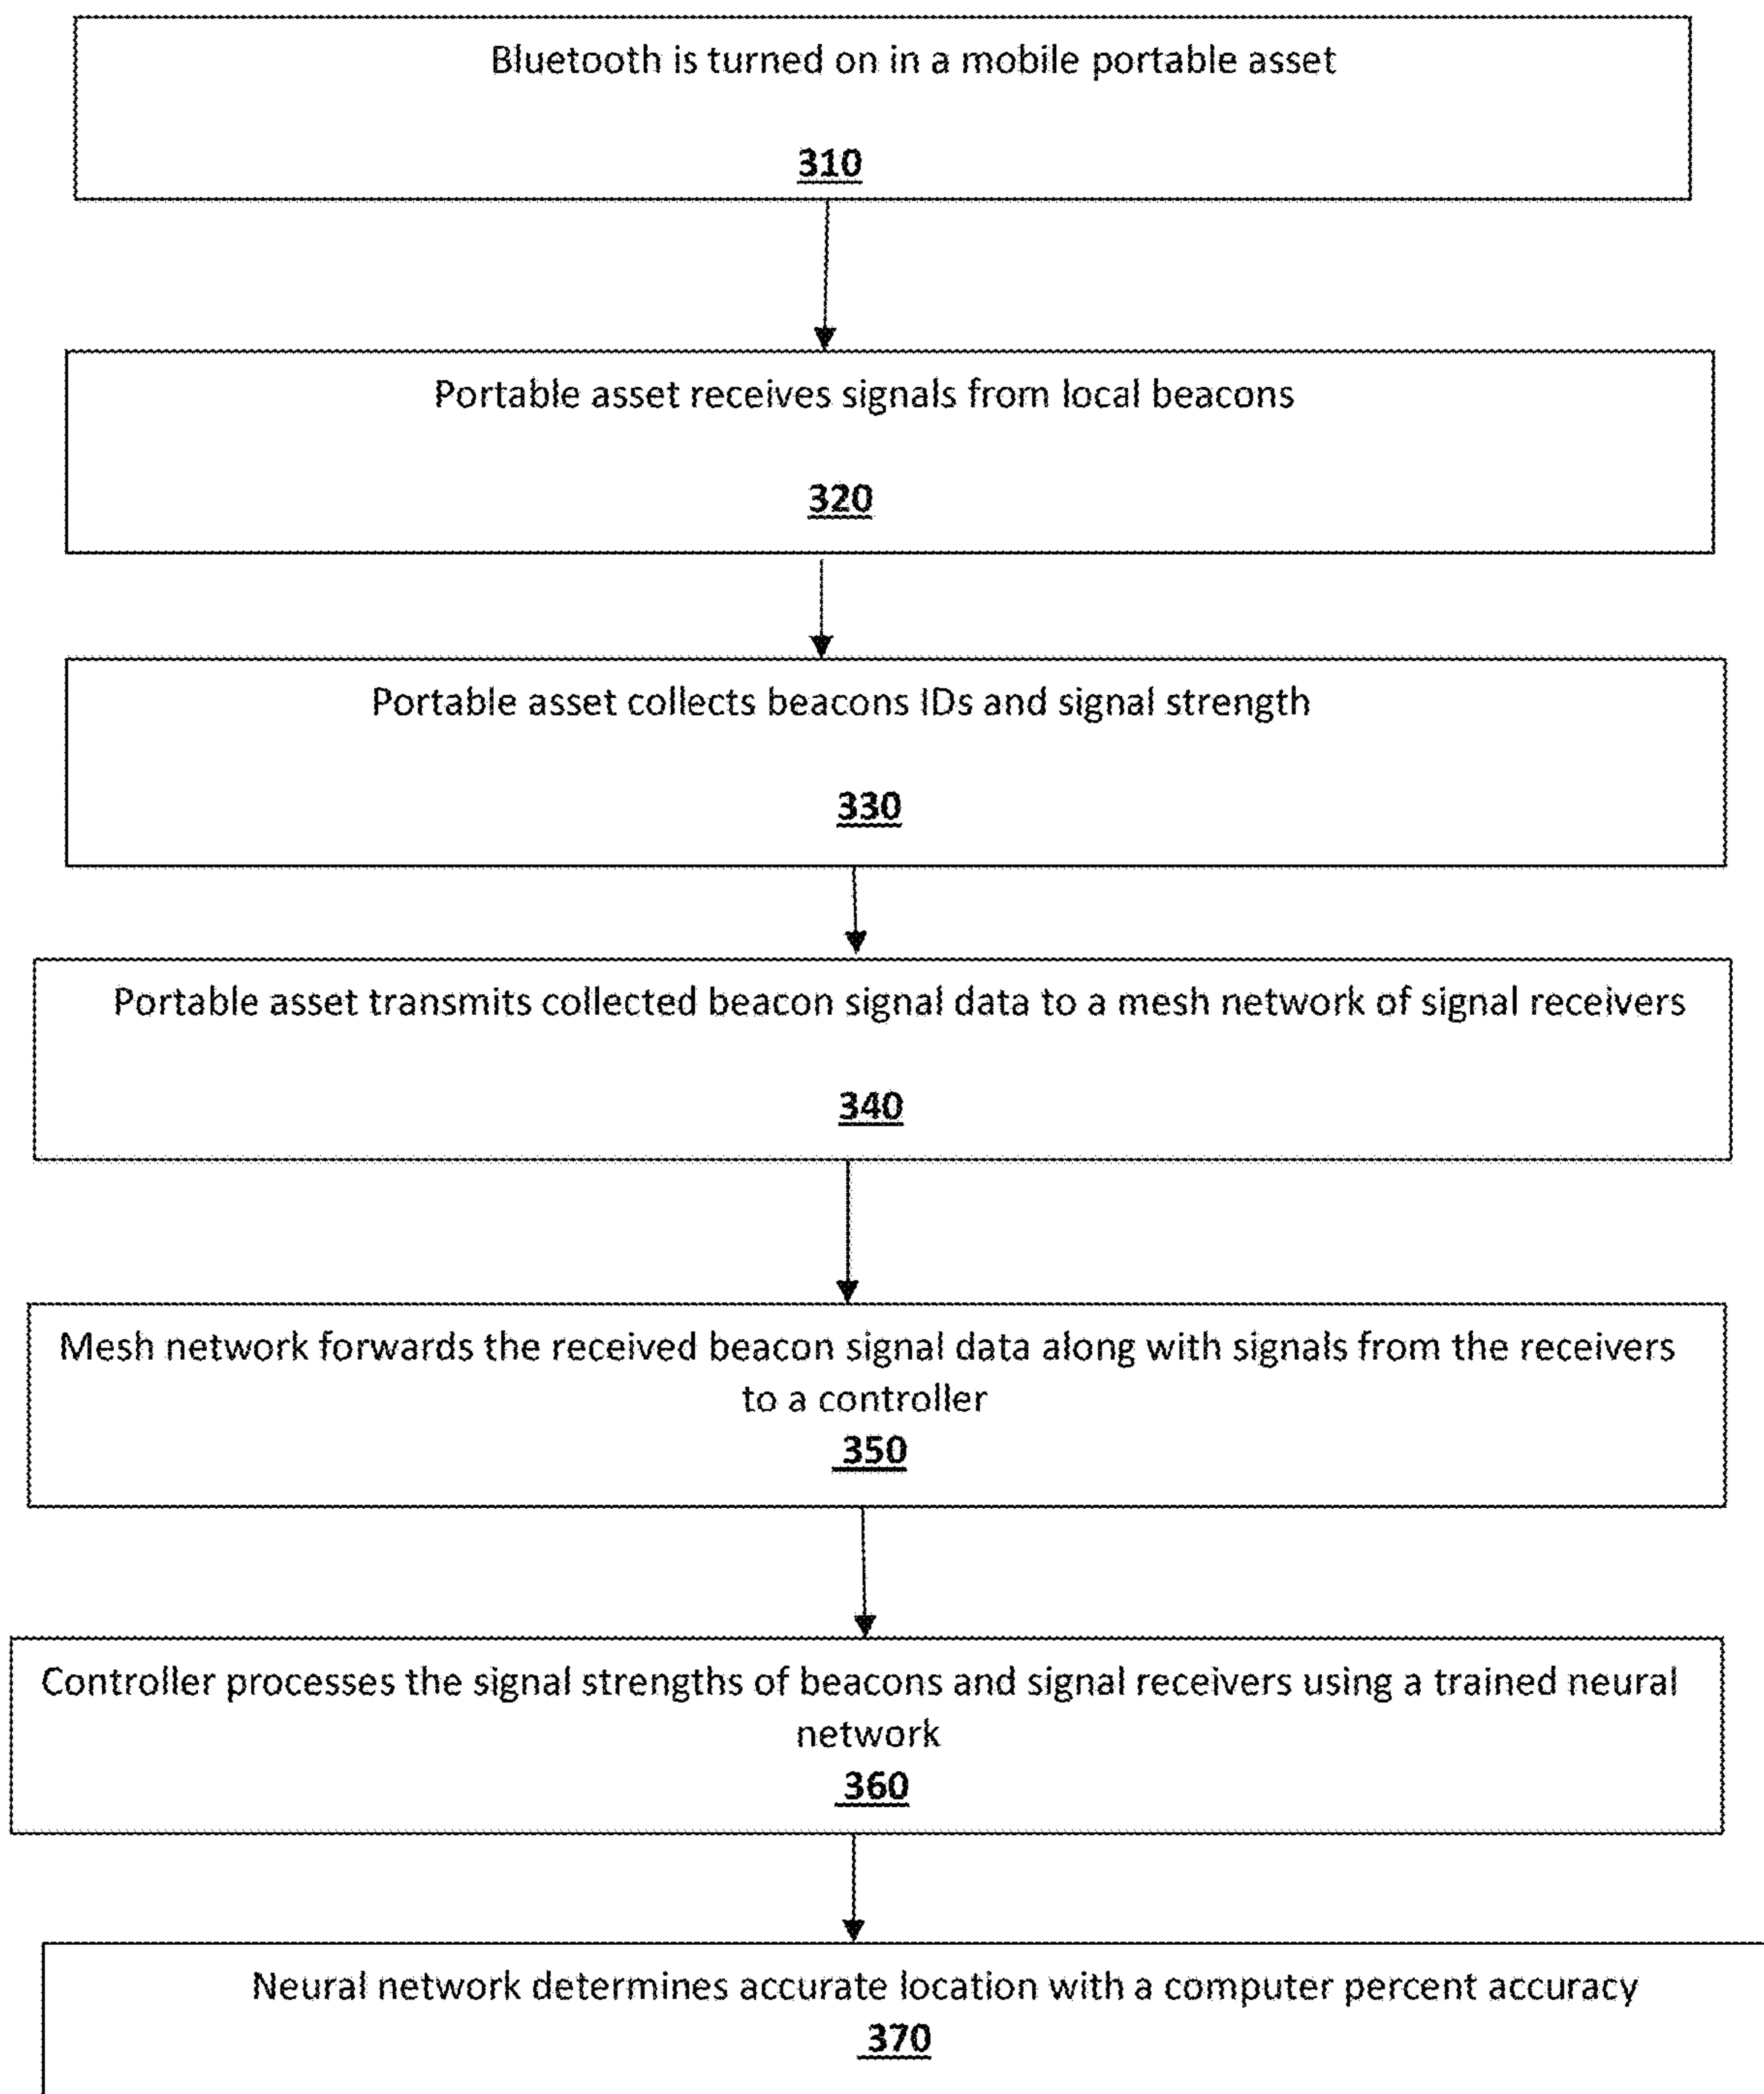 Bluetooth is turned on in a mobile portable asset
310
Portable asset receives signals from local beacons
320
Portable asset collects beacons IDs and signal strength
330
Portable asset transmits collected beacon signal data to a mesh network of signal receivers
340
Mesh network forwards the received beacon signal data along with signals from the receivers
to a controller
350
Controller processes the signal strengths of beacons and signal receivers using a trained neural
network
360
Neural network determines accurate location with a computer percent accuracy
370